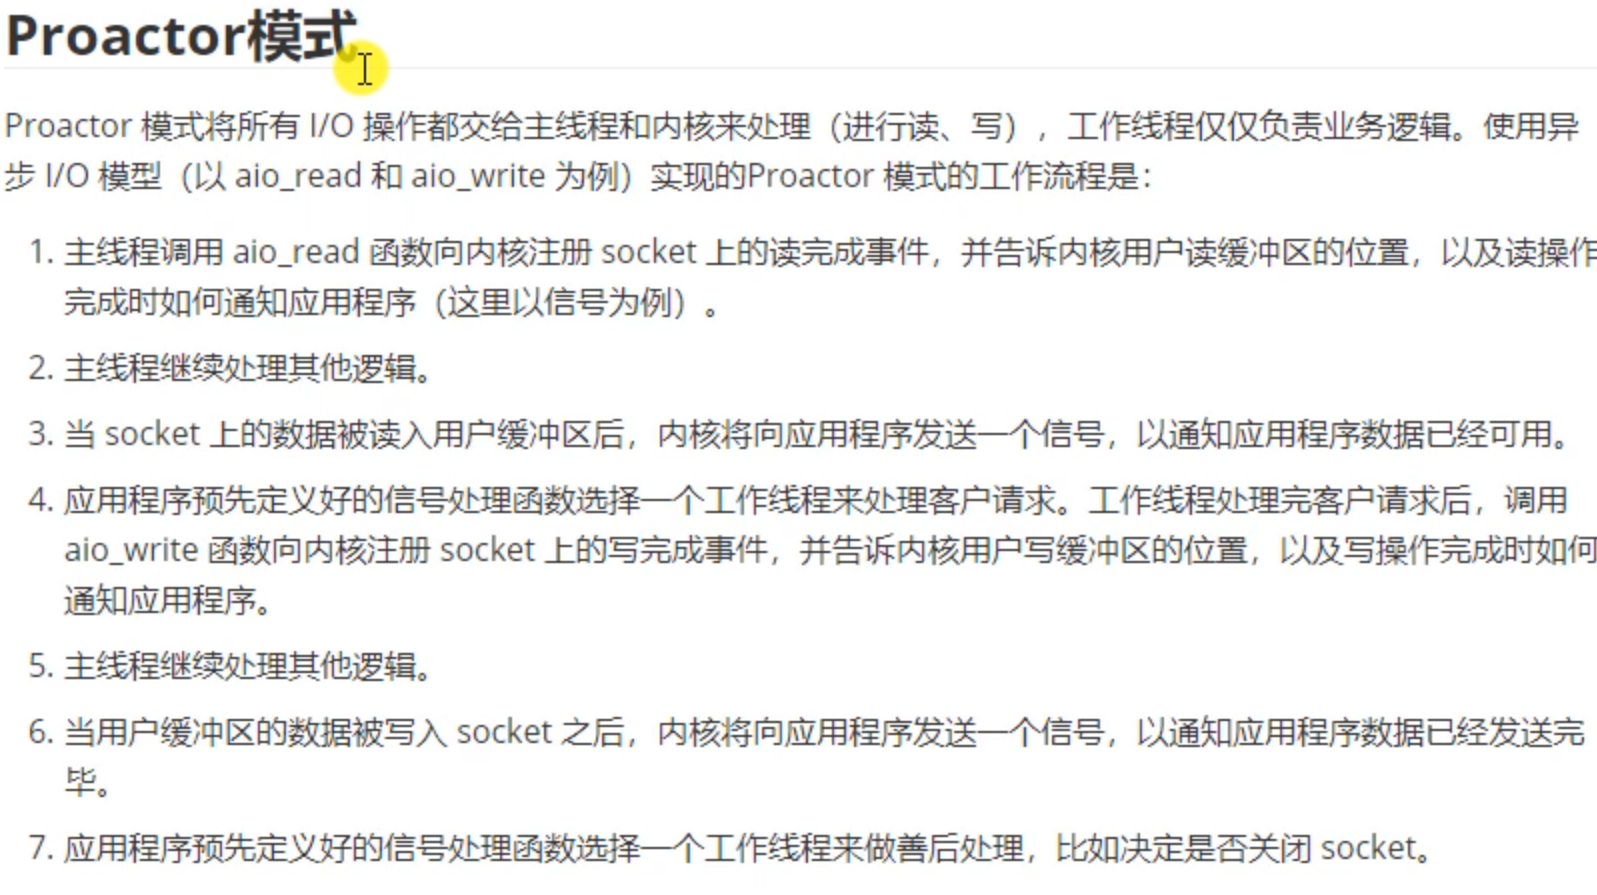 Proactor模式
Proactor 模式将所有 I/O 操作都交给主线程和内核来处理（进行读、写），工作线程仅仅负责业务逻辑。使用异
步 I/O 模型（以 aio_read 和 aio_write 为例）实现的Proactor 模式的工作流程是：
1. 主线程调用 aio_read 函数向内核注册 socket 上的读完成事件，并告诉内核用户读缓冲区的位置，以及读操作
完成时如何通知应用程序（这里以信号为例）。
2. 主线程继续处理其他逻辑。
3. 当 socket 上的数据被读入用户缓冲区后，内核将向应用程序发送一个信号，以通知应用程序数据已经可用。
4. 应用程序预先定义好的信号处理函数选择一个工作线程来处理客户请求。工作线程处理完客户请求后，调用
aio_write 函数向内核注册 socket 上的写完成事件，并告诉内核用户写缓冲区的位置，以及写操作完成时如何
通知应用程序。
5. 主线程继续处理其他逻辑。
6. 当用户缓冲区的数据被写入 socket 之后，内核将向应用程序发送一个信号，以通知应用程序数据已经发送完
毕。
7. 应用程序预先定义好的信号处理函数选择一个工作线程来做善后处理，比如决定是否关闭 socket。